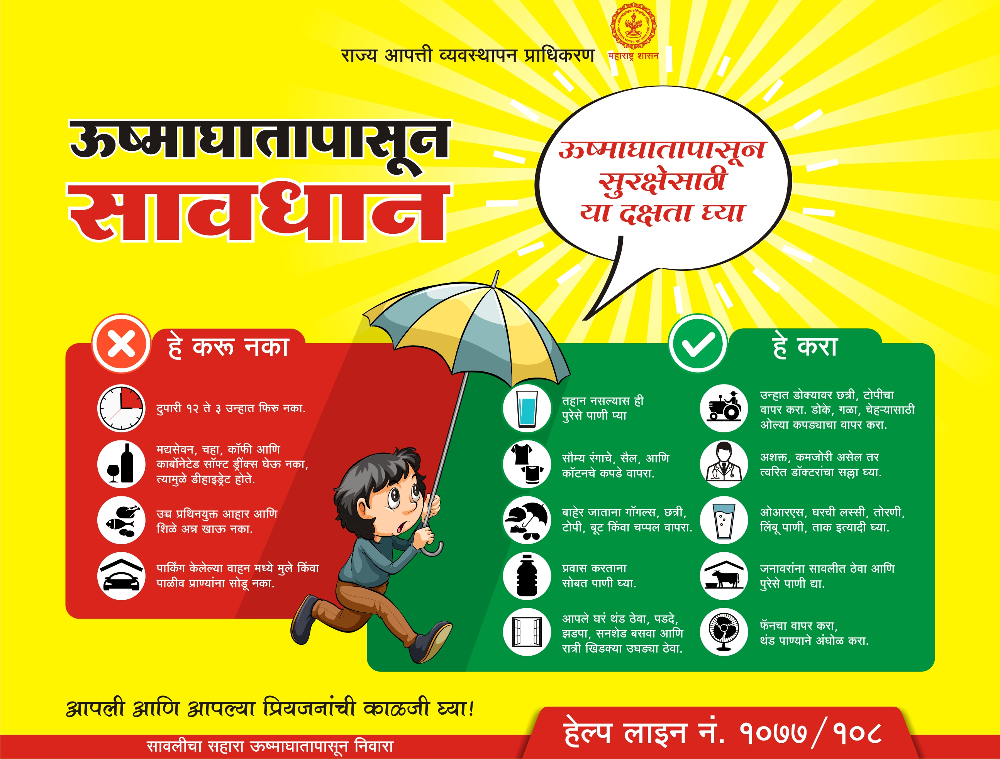 राज्य आपत्ती व्यवस्थापन प्राधिकरण
महाराष्ट्र शासन
ऊष्माघातापासून
सावधान
ऊष्माघातापासून
सुरक्षेसाठी
या दक्षता घ्या
हे करू नका
दुपारी १२ ते ३ उन्हात फिरु नका.
मद्यसेवन, चहा, कॉफी आणि
कार्बोनेटेड सॉफ्ट ड्रींक्स घेऊ नका,
त्यामुळे डीहाइड्रेट होते.
उच्च प्रथिनयुक्त आहार आणि
शिळे अन्न खाऊ नका.
पार्किंग केलेल्या वाहन मध्ये मुले किंवा
पाळीव प्राण्यांना सोडू नका.
हे करा
तहान नसल्यास ही
पुरेसे पाणी प्या
सौम्य रंगाचे, सैल, आणि
कॉटनचे कपडे वापरा.
बाहेर जाताना गॉगल्स, छत्री,
टोपी, बूट किंवा चप्पल वापरा.
प्रवास करताना
सोबत पाणी घ्या.
आपले घरं थंड ठेवा, पडदे,
झडपा, सनशेड बसवा आणि
रात्री खिडक्या उघड्या ठेवा.
उन्हात डोक्यावर छत्री, टोपीचा
वापर करा. डोके, गळा, चेहऱ्यासाठी
ओल्या कपड्याचा वापर करा.
अशक्त, कमजोरी असेल तर
त्वरित डॉक्टरांचा सल्ला घ्या.
ओआरएस, घरची लस्सी, तोरणी,
लिंबू पाणी, ताक इत्यादी घ्या.
जनावरांना सावलीत ठेवा आणि
पुरेसे पाणी द्या.
फॅनचा वापर करा,
थंड पाण्याने अंघोळ करा.
आपली आणि आपल्या प्रियजनांची काळजी घ्या!
सावलीचा सहारा ऊष्माघातापासून निवारा
हेल्प लाइन नं. १०७७/१०८